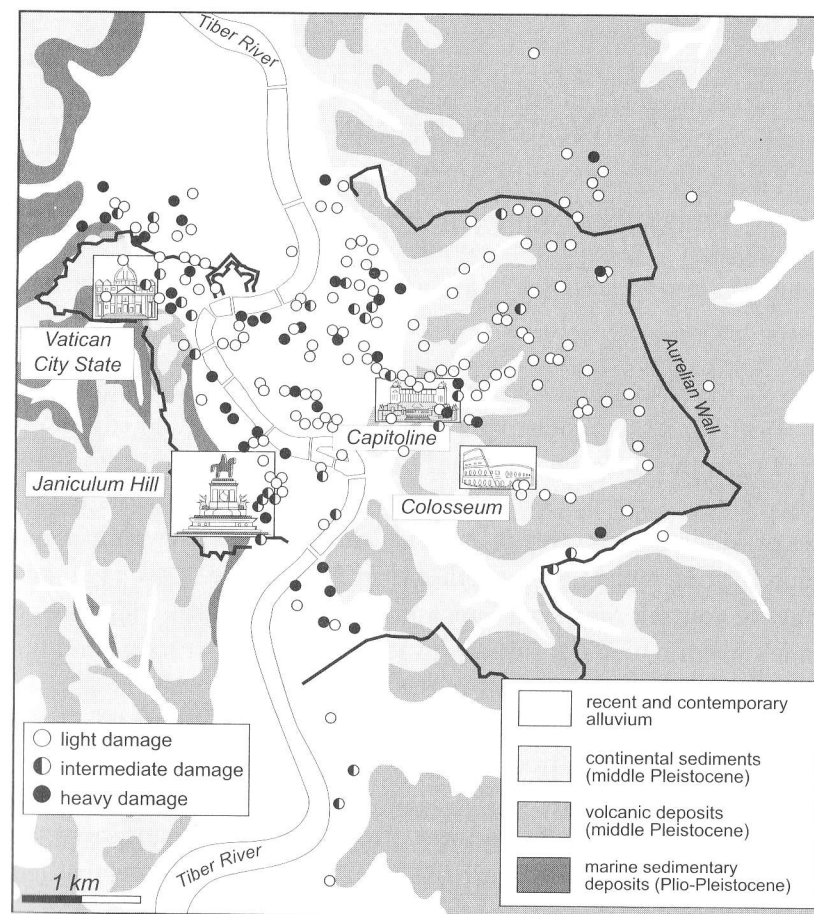 Tiber River
Vatican
City State
Aurelian Wall
Capitoline
Janiculum Hill
Colosseum
light damage
intermediate damage
heavy damage
1 km
Tiber River
recent and contemporary
alluvium
continental sediments
(middle Pleistocene)
volcanic deposits
(middle Pleistocene)
marine sedimentary
deposits (Plio-Pleistocene)